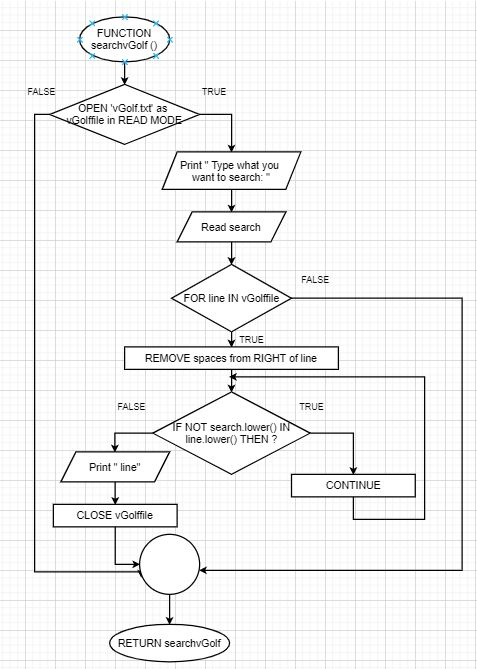 FUNCTION
searchvGolf ()
FALSE
TRUE
OPEN 'vGolf.txt' as
vGolffile in READ MODE
Print " Type what you
want to search: "
Read search
FALSE
FOR line IN vGolffile
TRUE
REMOVE spaces from RIGHT of line
FALSE
TRUE
IF NOT search.lower() IN
line.lower() THEN ?
Print " line"
CONTINUE
CLOSE vGolffile
RETURN searchvGolf